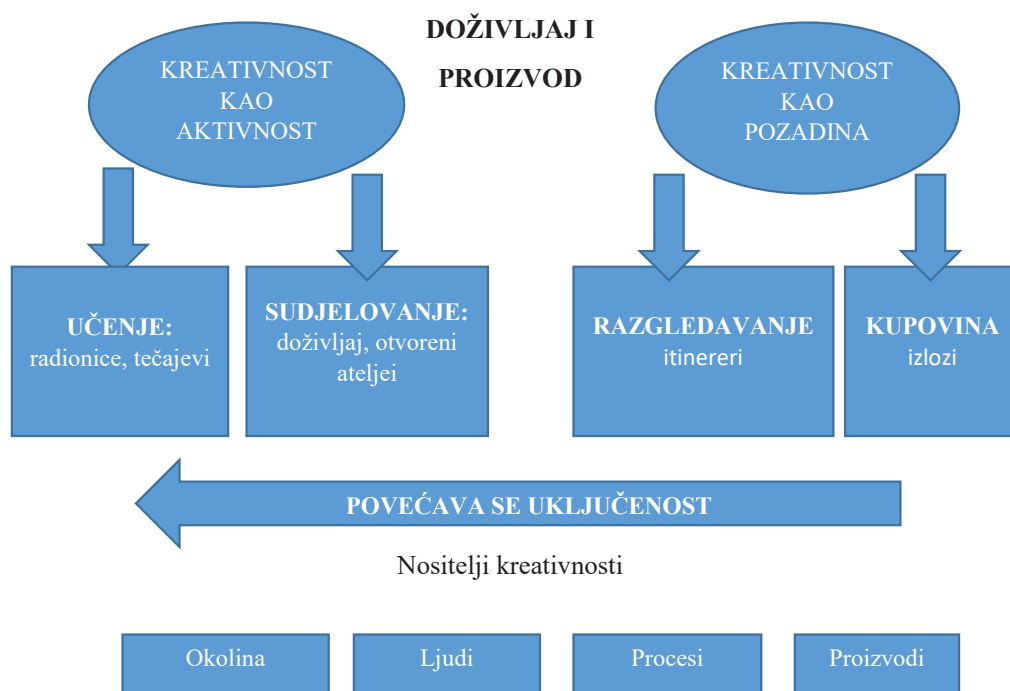 DOŽIVLJAJ I
PROIZVOD
KREATIVNOST
KAO
AKTIVNOST
KREATIVNOST
KAO
POZADINA
UČENJE:
radionice, tečajevi
SUDJELOVANJE:
doživljaj, otvoreni
ateljei
RAZGLEDAVANJE
itinereri
KUPOVINA
izlozi
POVEĆAVA SE UKLJUČENOST
Nositelji kreativnosti
Okolina
Ljudi
Procesi
Proizvodi